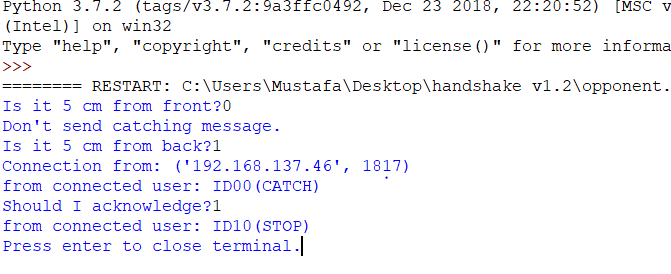 Python 3.7.2 (tags/v3.7.2:9a3ffc0492, Dec 23 2018, 22:20:52) [MSC v
(Intel)] on win32
Type "help", "copyright", "credits" or "license()" for more informa
>>>
======== RESTART: C:\Users\Mustafa\Desktop\handshake v1.2\opponent.
Is it 5 cm from front?0
Don't send catching message.
Is it 5 cm from back?1
Connection from: ('192.168.137.46', 1817)
from connected user: ID00(CATCH)
Should I acknowledge?1
from connected user: ID10(STOP)
Press enter to close terminal.